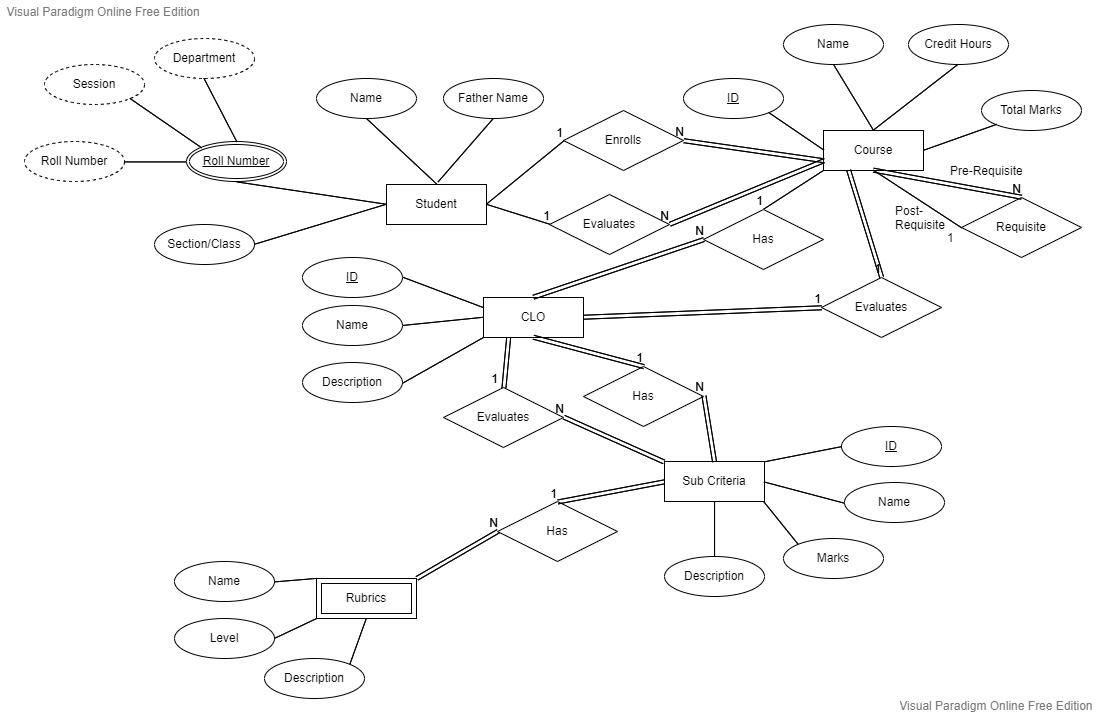 Visual Paradigm Online Free Edition
Name
Credit Hours
Department
Session
Name
Father Name
ID
Total Marks
1
Enrolls
N
Course
Roll Number
Roll Number
Pre-Requisite
N
Student
Evaluates
1
N
1
Post-
Requisite
1
Requisite
Section/Class
N
Has
ID
1
Name
CLO
1
Evaluates
Description
1
Has
N
1
Evaluates
N
ID
Sub Criteria
Name
1
N
Has
Marks
Description
Name
Rubrics
Level
Description
Visual Paradigm Online Free Edition